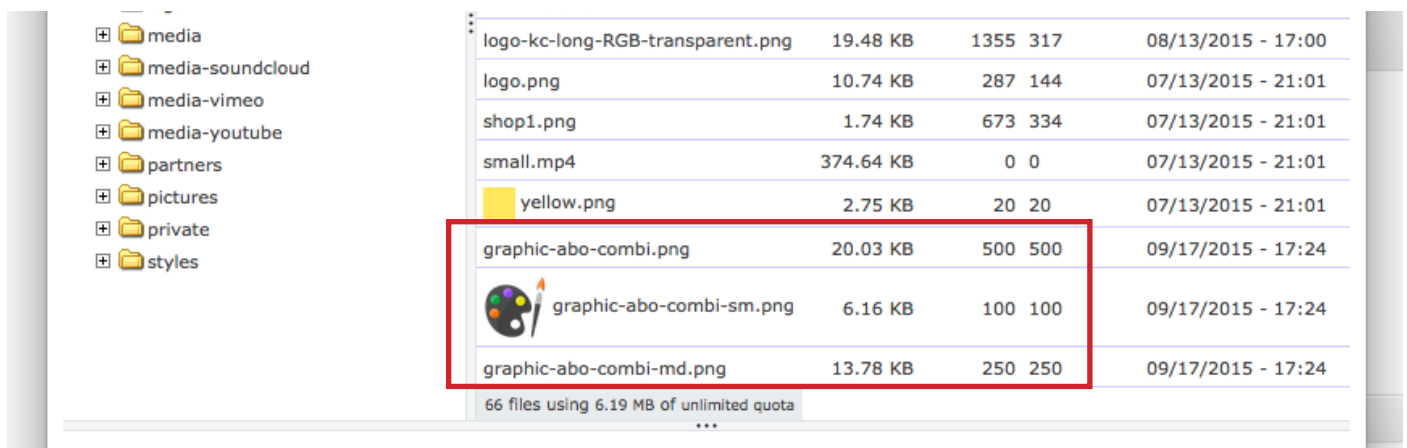 media
media-soundcloud
media-vimeo
media-youtube
partners
pictures
private
styles
logo-kc-long-RGB-transparent.png 19.48 KB 1355 317 08/13/2015 - 17:00
logo.png 10.74 KB 287 144 07/13/2015 - 21:01
shop1.png 1.74 KB 673 334 07/13/2015 - 21:01
small.mp4 374.64 KB 0 0 07/13/2015 - 21:01
yellow.png 2.75 KB 20 20 07/13/2015 - 21:01
graphic-abo-combi.png 20.03 KB 500 500 09/17/2015 - 17:24
graphic-abo-combi-sm.png 6.16 KB 100 100 09/17/2015 - 17:24
graphic-abo-combi-md.png 13.78 KB 250 250 09/17/2015 - 17:24
66 files using 6.19 MB of unlimited quota